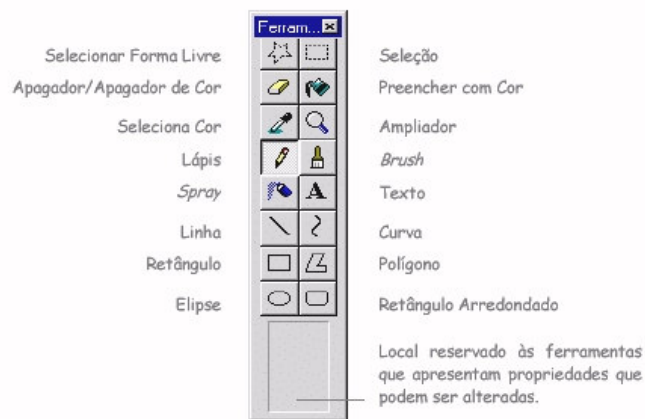 Ferram...
Selecionar Forma Livre
Seleção
Apagador/Apagador de Cor
Preencher com Cor
Seleciona Cor
Ampliador
Lápis
Brush
Spray
A
Texto
Linha
Curva
Retângulo
Polígono
Elipse
Retângulo Arredondado
Local reservado às ferramentas
que apresentam propriedades que
podem ser alteradas.